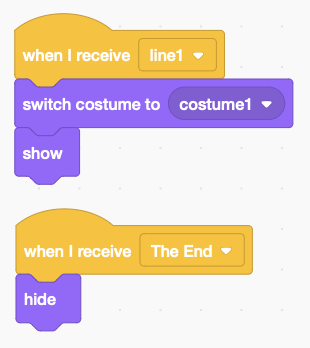 when I receive line1
switch costume to costume1
show
when I receive The End
hide